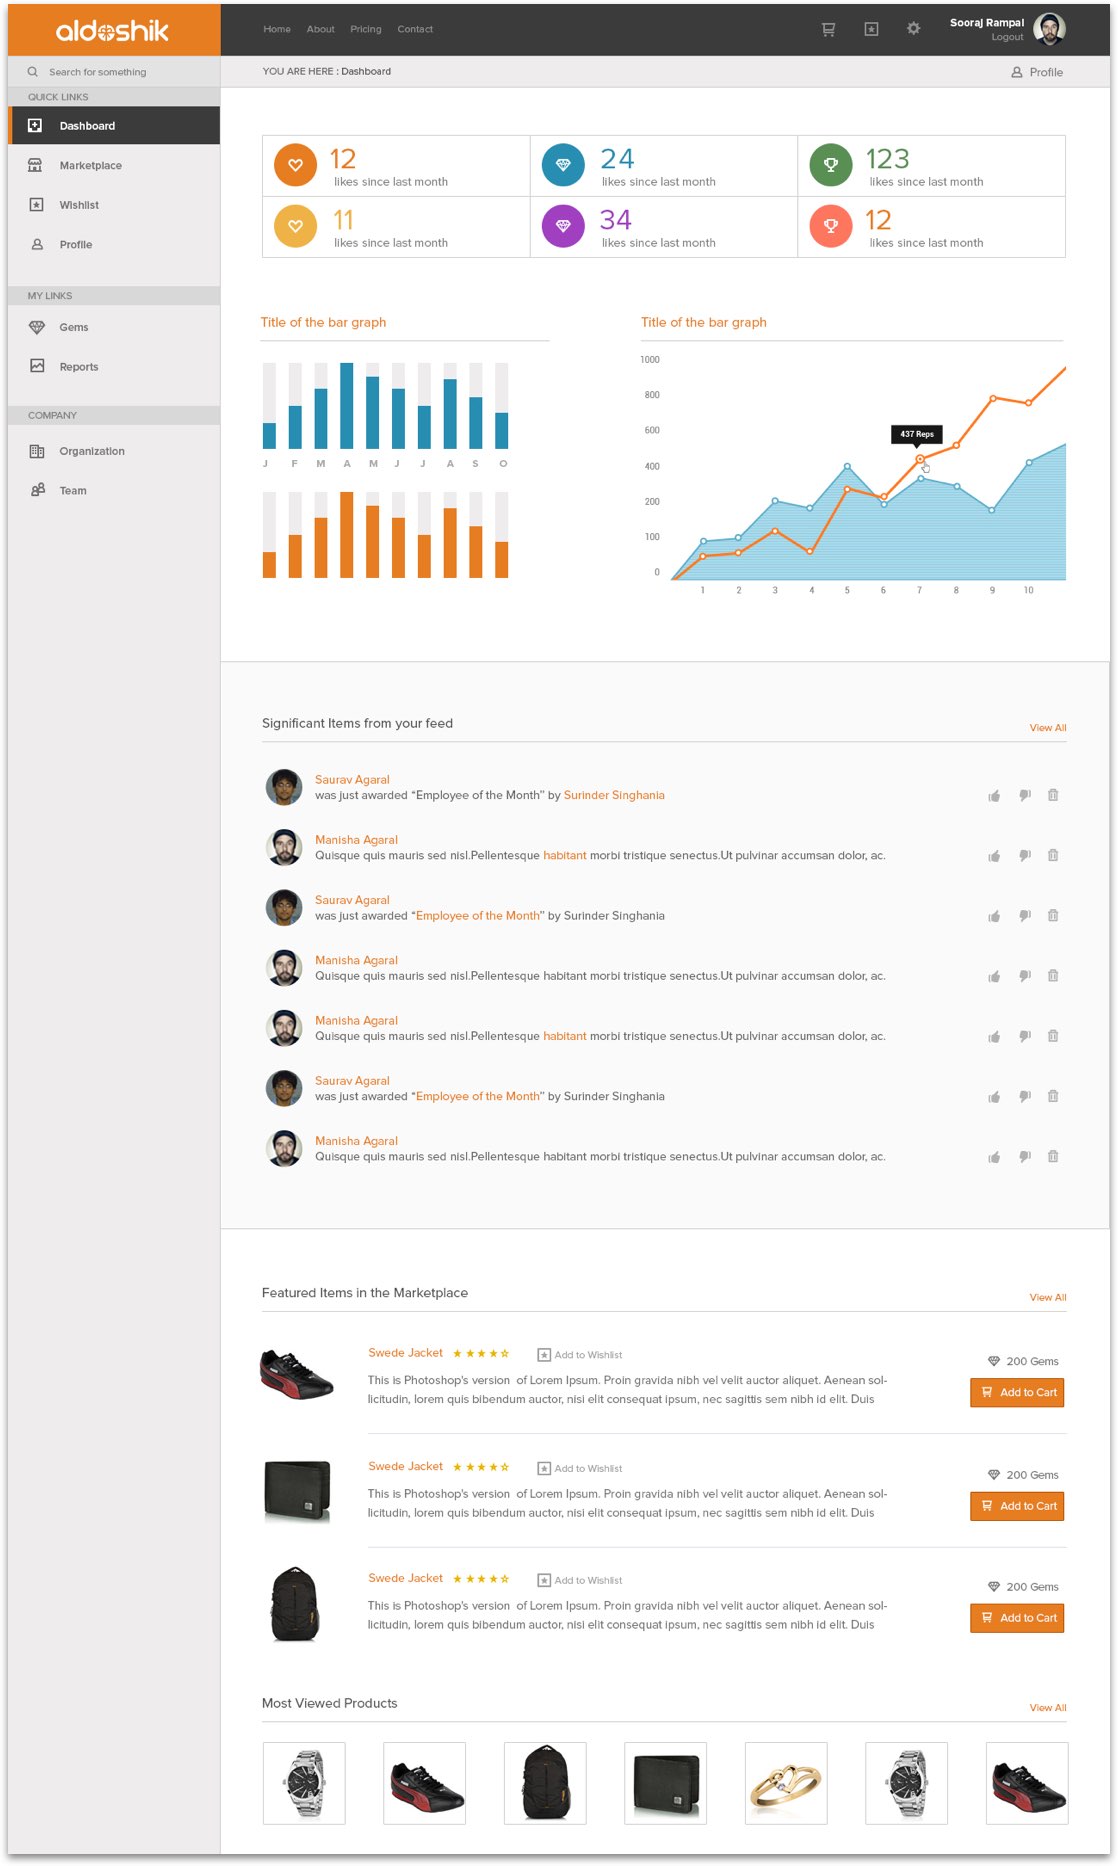 aldoshik
Home About Pricing Contact
Sooraj Rampal
Logout
Search for something
YOU ARE HERE : Dashboard
Profile
QUICK LINKS
Dashboard
Marketplace
Wishlist
Profile
MY LINKS
Gems
Reports
COMPANY
Organization
Team
12
likes since last month
24
likes since last month
123
likes since last month
11
likes since last month
34
likes since last month
12
likes since last month
Title of the bar graph
J F M A M J J A S O
Title of the bar graph
1000
800
600
400
200
100
0
437 Reps
1 2 3 4 5 6 7 8 9 10
Significant Items from your feed
View All
Saurav Agaral
was just awarded “Employee of the Month” by Surinder Singhania
Manisha Agaral
Quisque quis mauris sed nisl.Pellentesque habitant morbi tristique senectus.Ut pulvinar accumsan dolor, ac.
Saurav Agaral
was just awarded “Employee of the Month” by Surinder Singhania
Manisha Agaral
Quisque quis mauris sed nisl.Pellentesque habitant morbi tristique senectus.Ut pulvinar accumsan dolor, ac.
Manisha Agaral
Quisque quis mauris sed nisl.Pellentesque habitant morbi tristique senectus.Ut pulvinar accumsan dolor, ac.
Saurav Agaral
was just awarded “Employee of the Month” by Surinder Singhania
Manisha Agaral
Quisque quis mauris sed nisl.Pellentesque habitant morbi tristique senectus.Ut pulvinar accumsan dolor, ac.
Featured Items in the Marketplace
View All
Swede Jacket
Add to Wishlist
This is Photoshop's version of Lorem Ipsum. Proin gravida nibh vel velit auctor aliquet. Aenean sol-
licitudin, lorem quis bibendum auctor, nisi elit consequat ipsum, nec sagittis sem nibh id elit. Duis
200 Gems
Add to Cart
Swede Jacket
Add to Wishlist
This is Photoshop's version of Lorem Ipsum. Proin gravida nibh vel velit auctor aliquet. Aenean sol-
licitudin, lorem quis bibendum auctor, nisi elit consequat ipsum, nec sagittis sem nibh id elit. Duis
200 Gems
Add to Cart
Swede Jacket
Add to Wishlist
This is Photoshop's version of Lorem Ipsum. Proin gravida nibh vel velit auctor aliquet. Aenean sol-
licitudin, lorem quis bibendum auctor, nisi elit consequat ipsum, nec sagittis sem nibh id elit. Duis
200 Gems
Add to Cart
Most Viewed Products
View All